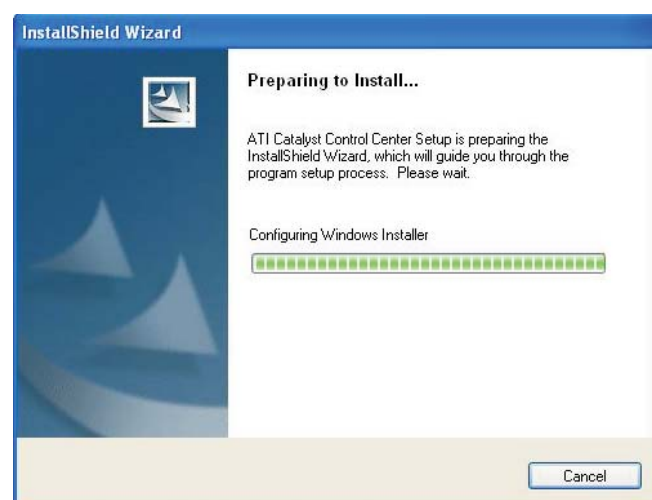 InstallShield Wizard
Preparing to Install...
ATI Catalyst Control Center Setup is preparing the
InstallShield Wizard, which will guide you through the
program setup process. Please wait.
Configuring Windows Installer
Cancel